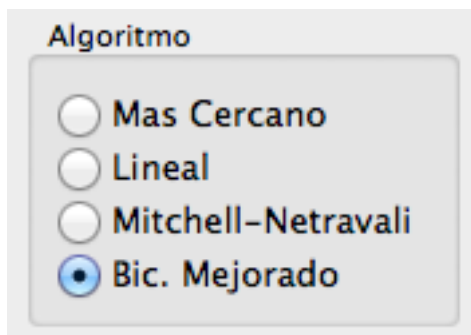 Algoritmo
Mas Cercano
Lineal
Mitchell-Netravali
Bic. Mejorado